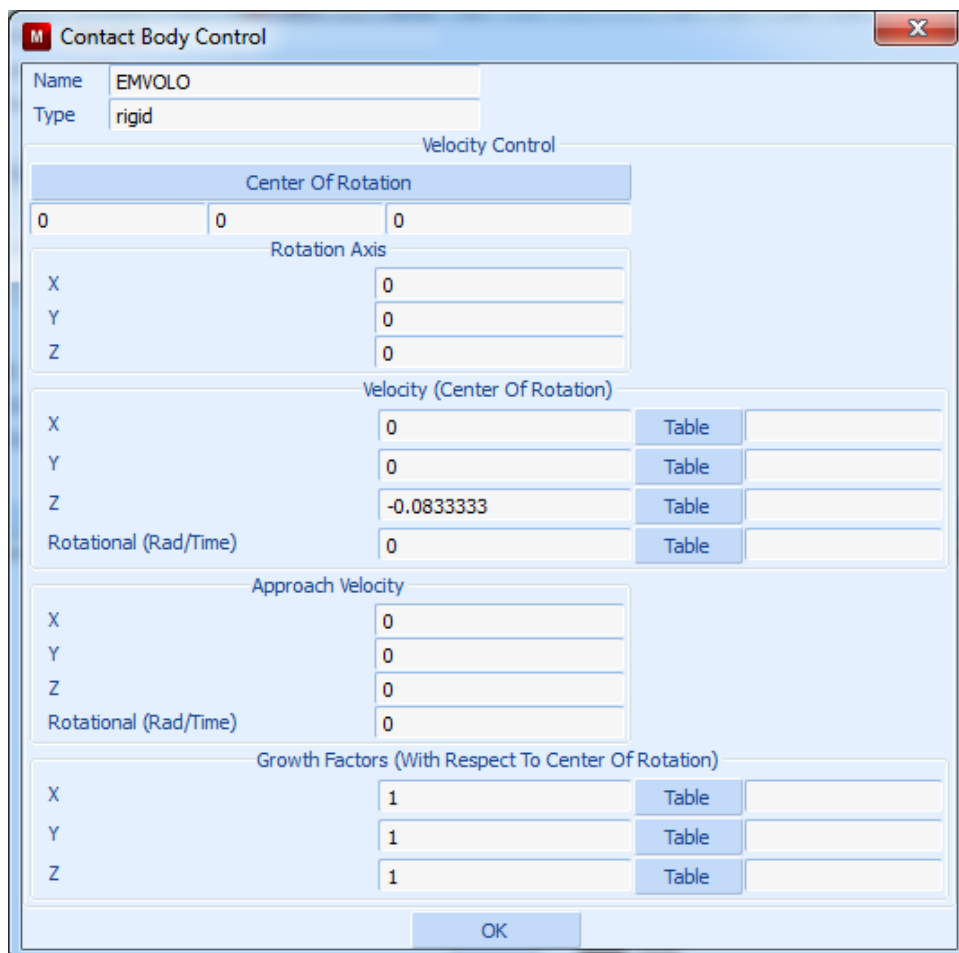 M Contact Body Control X
Name EMVOLO
Type rigid
Velocity Control
Center Of Rotation
0 0 0
Rotation Axis
X 0
Y 0
Z 0
Velocity (Center Of Rotation)
X 0 Table
Y 0 Table
Z -0.0833333 Table
Rotational (Rad/Time) 0 Table
Approach Velocity
X 0
Y 0
Z 0
Rotational (Rad/Time) 0
Growth Factors (With Respect To Center Of Rotation)
X 1 Table
Y 1 Table
Z 1 Table
OK